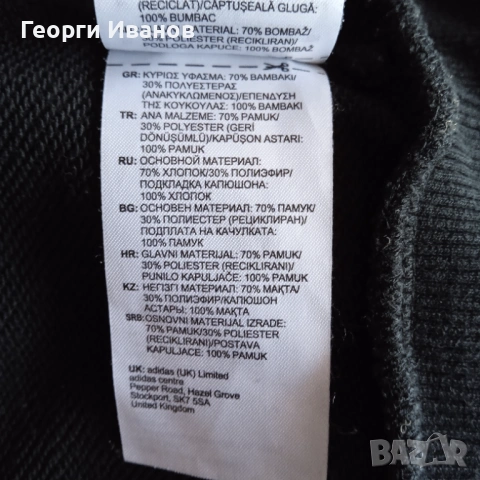 (RECICLAT)/CĂPTUȘEALĂ GLUGĂ:
100% BUMBAC
MATERIAL: 70% BOMBAŽ/
POLIESTER (RECIKLIRAN)/
PODLOGA KAPUCE: 100% BOMBAŽ
Георги Иванов
GR: ΚΥΡΙΩΣ ΥΦΑΣΜΑ: 70% ΒΑΜΒΑΚΙ/
30% ΠΟΛΥΕΣΤΕΡΑΣ
(ΑΝΑΚΥΚΛΩΜΕΝΟΣ)/ΕΠΕΝΔΥΣΗ
ΤΗΣ ΚΟΥΚΟΥΛΑΣ: 100% ΒΑΜΒΑΚΙ
TR: ANA MALZEME: 70% PAMUK/
30% POLYESTER (GERİ
DÖNÜŞÜMLÜ)/KAPÜŞON ASTARI:
100% PAMUK
RU: ОСНОВНОЙ МАТЕРИАЛ:
70% ХЛОПОК/30% ПОЛИЭФИР/
ПОДКЛАДКА КАПЮШОНА:
100% ХЛОПОК
BG: ОСНОВЕН МАТЕРИАЛ: 70% ПАМУК/
30% ПОЛИЕСТЕР (РЕЦИКЛИРАН)/
ПОДПЛАТА НА КАЧУЛКАТА:
100% ПАМУК
HR: GLAVNI MATERIJAL: 70% PAMUK/
30% POLIESTER (RECIKLIRANI)/
PUNILO KAPULJAČE: 100% PAMUK
KZ: НЕГІЗГІ МАТЕРИАЛ: 70% МАҚТА/
30% ПОЛИЭФИР/КАПЮШОН
АСТАРЫ: 100% МАҚТА
SRB: OSNOVNI MATERIJAL IZRADE:
70% PAMUK/30% POLIESTER
(RECIKLIRANI)/POSTAVA
KAPULJACE: 100% PAMUK
UK: adidas (UK) Limited
adidas centre
Pepper Road, Hazel Grove
Stockport, SK7 5SA
United Kingdom
BAZAR